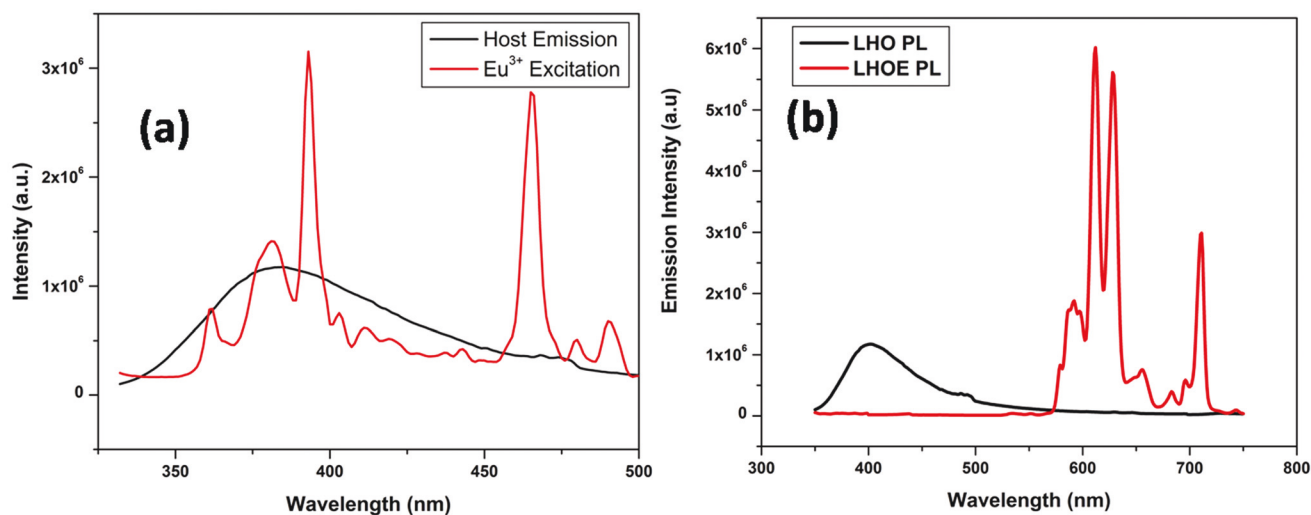 (a)
Host Emission
Eu³⁺ Excitation
Intensity (a.u.)
3x10⁶
2x10⁶
1x10⁶
0
350
400
450
500
Wavelength (nm)
(b)
LHO PL
LHOE PL
Emission Intensity (a.u)
6x10⁶
5x10⁶
4x10⁶
3x10⁶
2x10⁶
1x10⁶
0
300
400
500
600
700
800
Wavelength (nm)